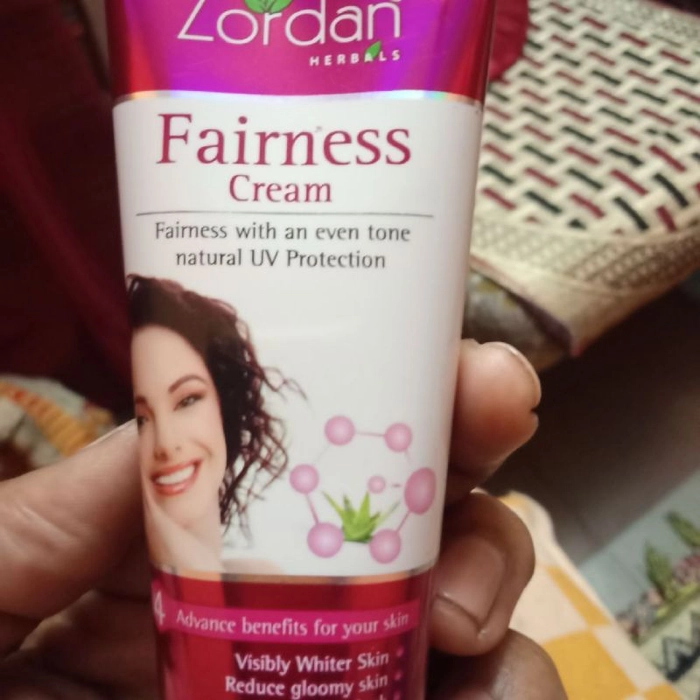 Zordan
HERBALS
Fairness
Cream
Fairness with an even tone
natural UV Protection
4 Advance benefits for your skin
Visibly Whiter Skin
Reduce gloomy skin